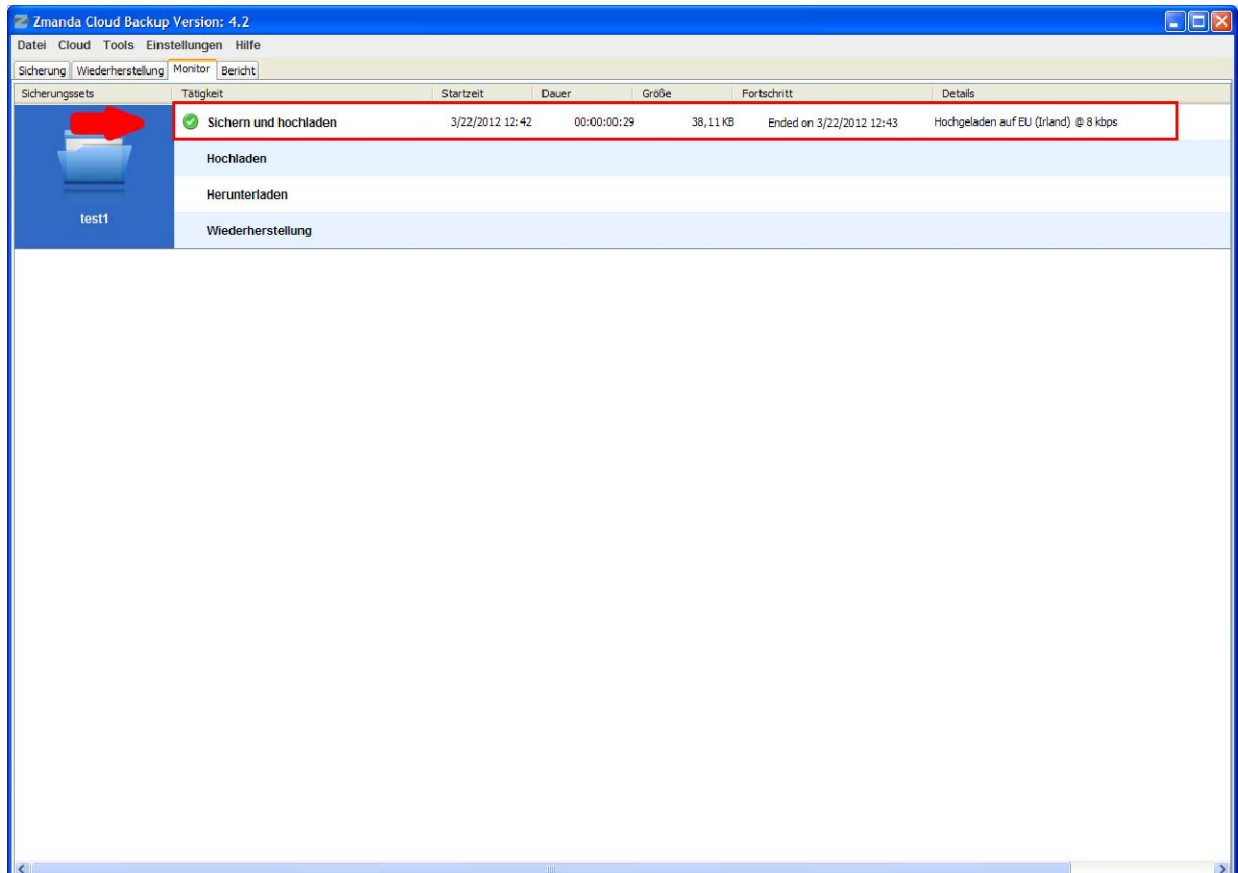 Zmanda Cloud Backup Version: 4.2
Datei Cloud Tools Einstellungen Hilfe
Sicherung Wiederherstellung Monitor Bericht
Sicherungssets Tätigkeit Startzeit Dauer Größe Fortschritt Details
Sichern und hochladen 3/22/2012 12:42 00:00:00:29 38,11 KB Ended on 3/22/2012 12:43 Hochgeladen auf EU (Irland) @ 8 kbps
Hochladen
Herunterladen
test1
Wiederherstellung